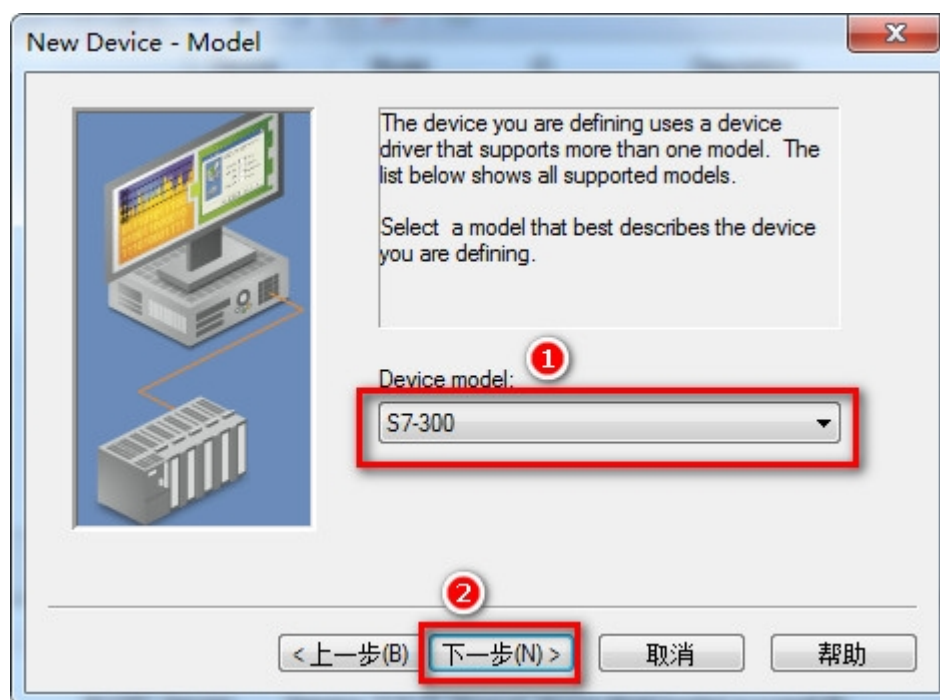 New Device - Model
The device you are defining uses a device
driver that supports more than one model.  The
list below shows all supported models.
Select  a model that best describes the device
you are defining.
1
Device model:
S7-300
2
<上一步(B)
下一步(N) >
取消
帮助